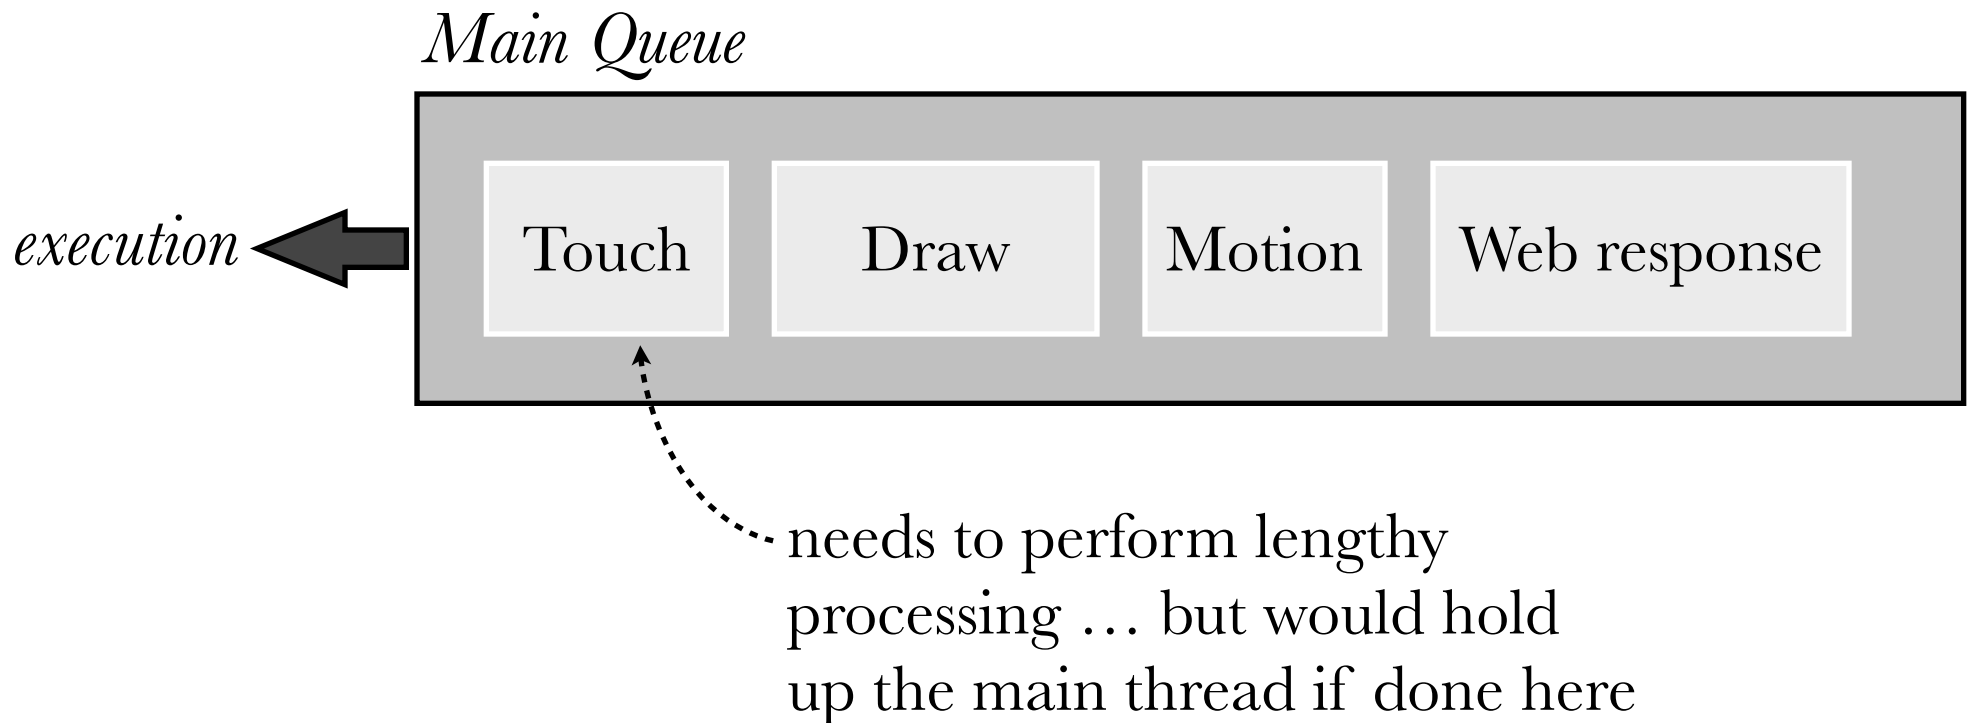 Main Queue
execution
Touch
Draw
Motion
Web response
needs to perform lengthy
processing … but would hold
up the main thread if done here